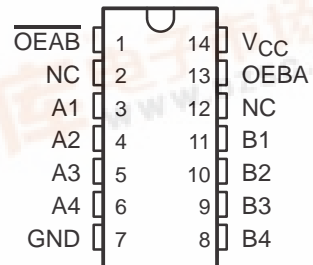 O̅E̅A̅B̅ 1 14 VCC
NC 2 13 OEBA
A1 3 12 NC
A2 4 11 B1
A3 5 10 B2
A4 6 9 B3
GND 7 8 B4